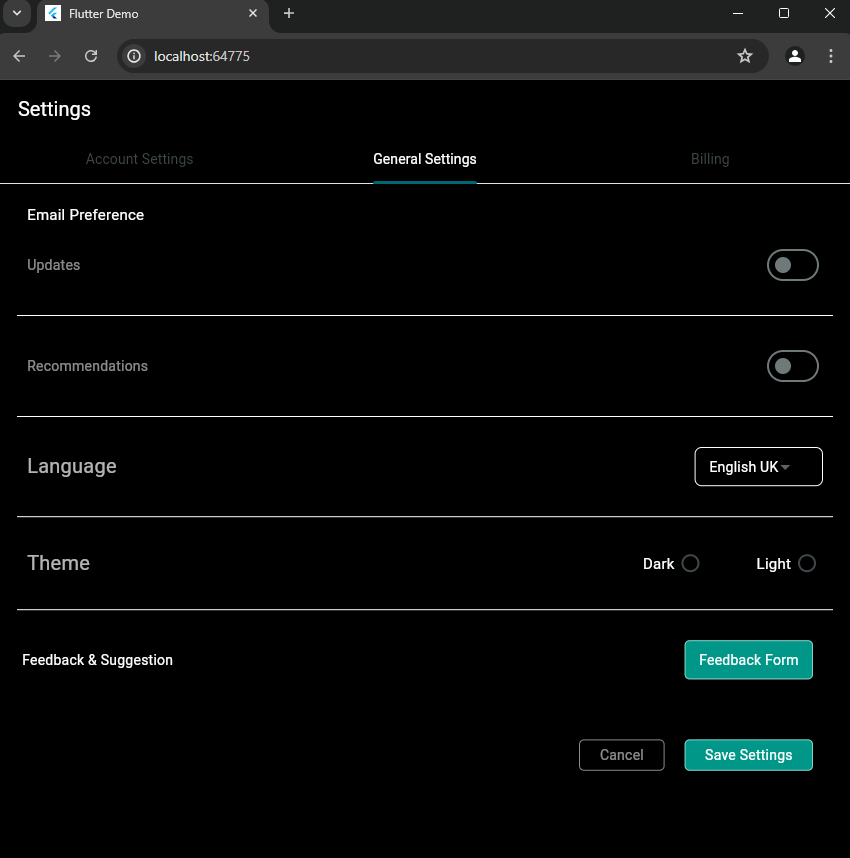 Flutter Demo
localhost:64775
Settings
Account Settings General Settings Billing
Email Preference
Updates
Recommendations
Language English UK
Theme Dark Light
Feedback & Suggestion Feedback Form
Cancel Save Settings